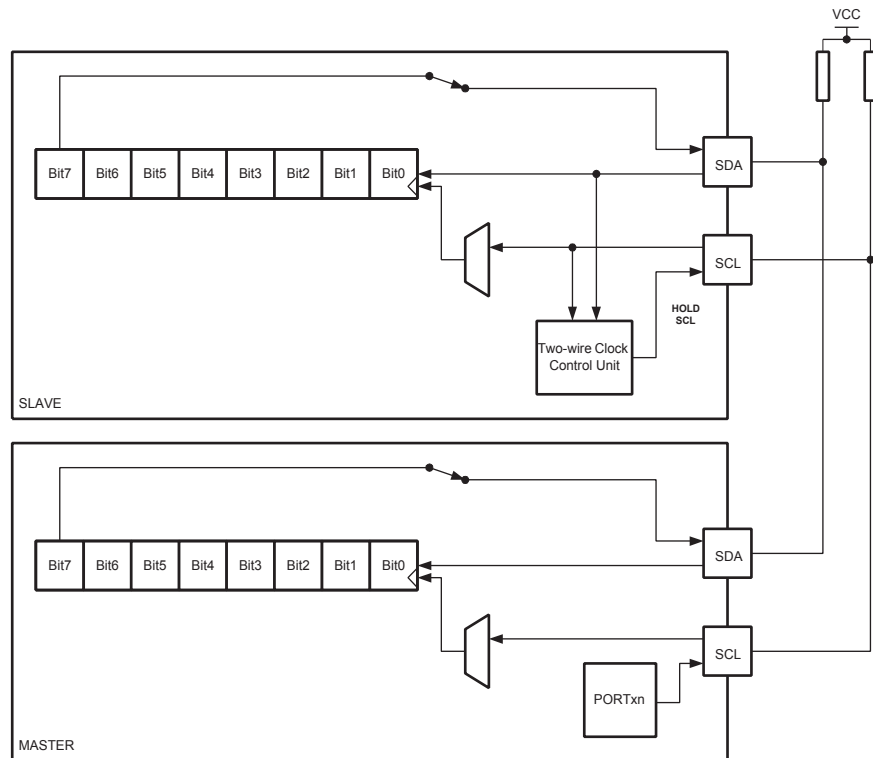 VCC
Bit7 Bit6 Bit5 Bit4 Bit3 Bit2 Bit1 Bit0
SDA
SCL
HOLD
SCL
Two-wire Clock
Control Unit
SLAVE
Bit7 Bit6 Bit5 Bit4 Bit3 Bit2 Bit1 Bit0
SDA
SCL
PORTxn
MASTER